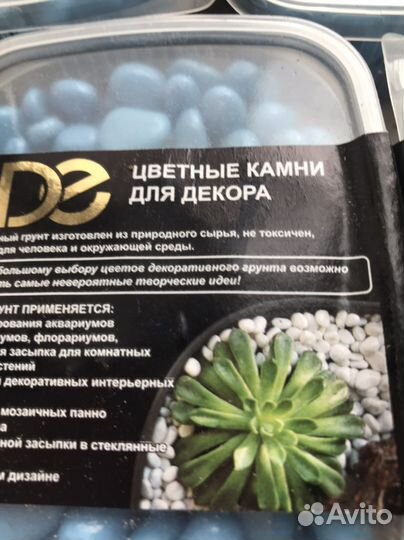 De
ЦВЕТНЫЕ КАМНИ
ДЛЯ ДЕКОРА
ный грунт изготовлен из природного сырья, не токсичен,
для человека и окружающей среды.
большому выбору цветов декоративного грунта возможно
ть самые невероятные творческие идеи!
УНТ ПРИМЕНЯЕТСЯ:
рования аквариумов
умов, флорариумов,
я засыпка для комнатных
стений
и декоративных интерьерных
мозаичных панно
ва
ной засыпки в стеклянные
м дизайне
Avito